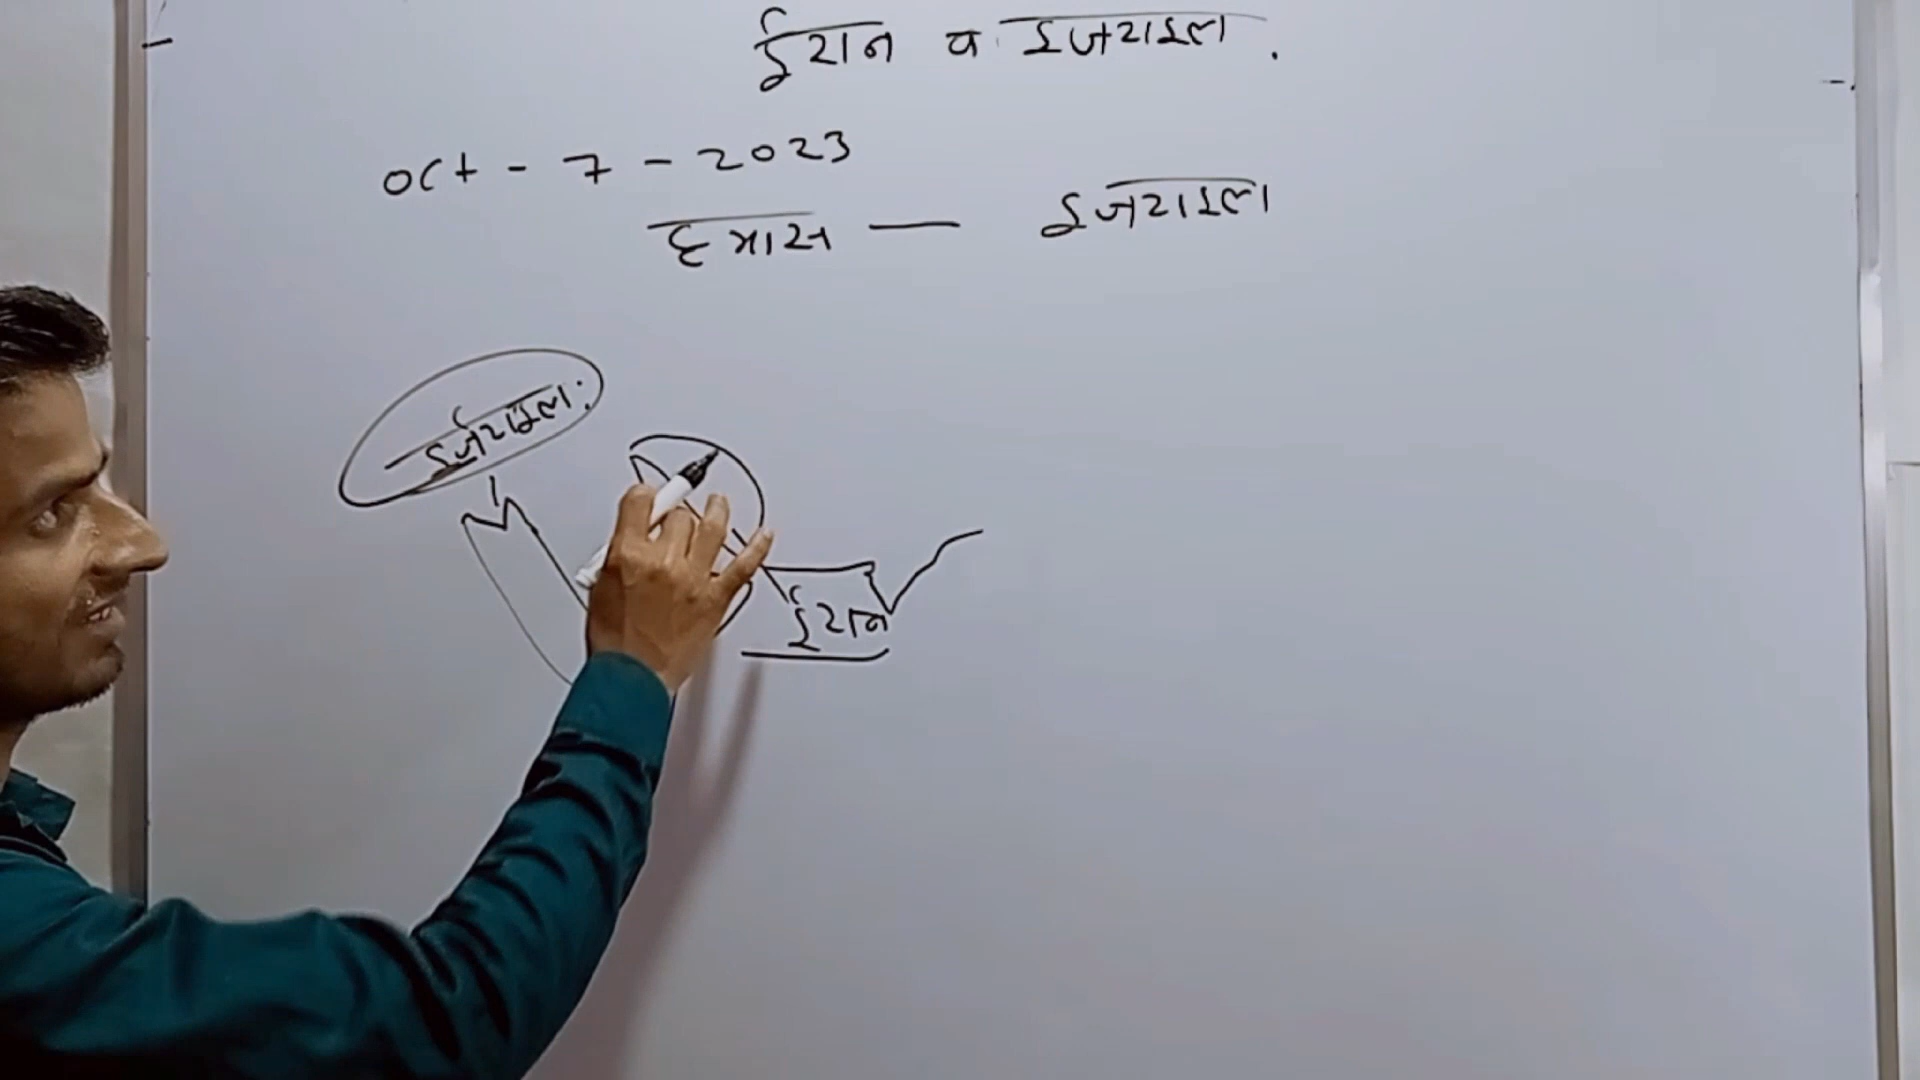 ईरान व इजराइल.
oct - 7 - 2023
हमास — इजराइल
इजराइल
ईरान